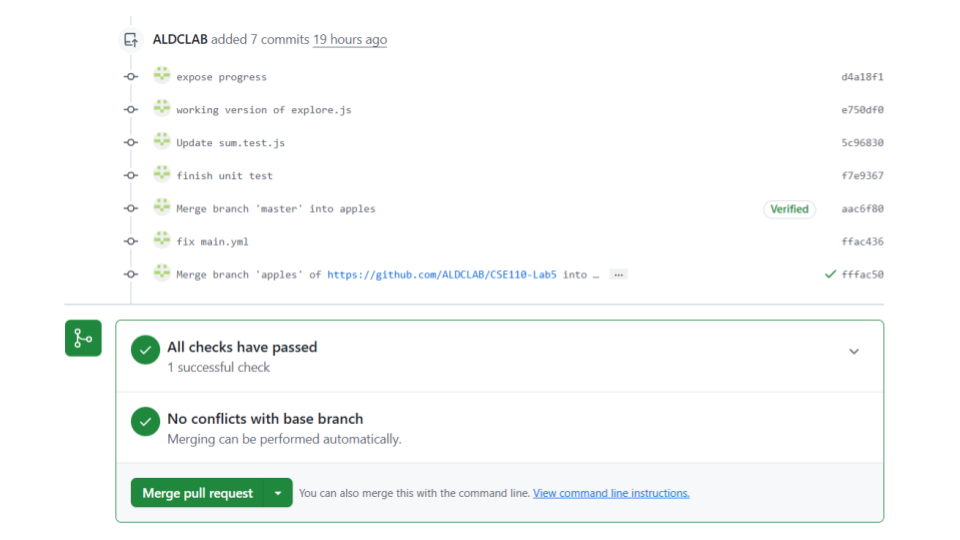 ALDCLAB added 7 commits 19 hours ago
expose progress d4a18f1
working version of explore.js e750df0
Update sum.test.js 5c96830
finish unit test f7e9367
Merge branch 'master' into apples Verified aac6f80
fix main.yml ffac436
Merge branch 'apples' of https://github.com/ALDCLAB/CSE110-Lab5 into … ... fffac50
All checks have passed
1 successful check
No conflicts with base branch
Merging can be performed automatically.
Merge pull request You can also merge this with the command line. View command line instructions.